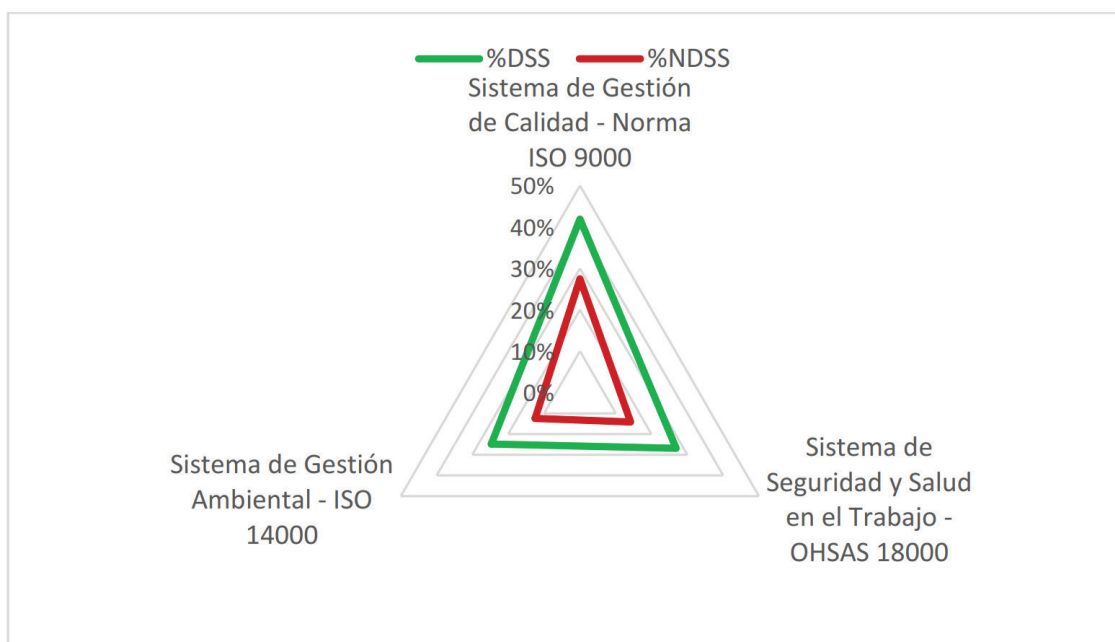 %DSS %NDSS
Sistema de Gestión
de Calidad - Norma
ISO 9000
50%
40%
30%
20%
10%
0%
Sistema de Gestión
Ambiental - ISO
14000
Sistema de
Seguridad y Salud
en el Trabajo -
OHSAS 18000